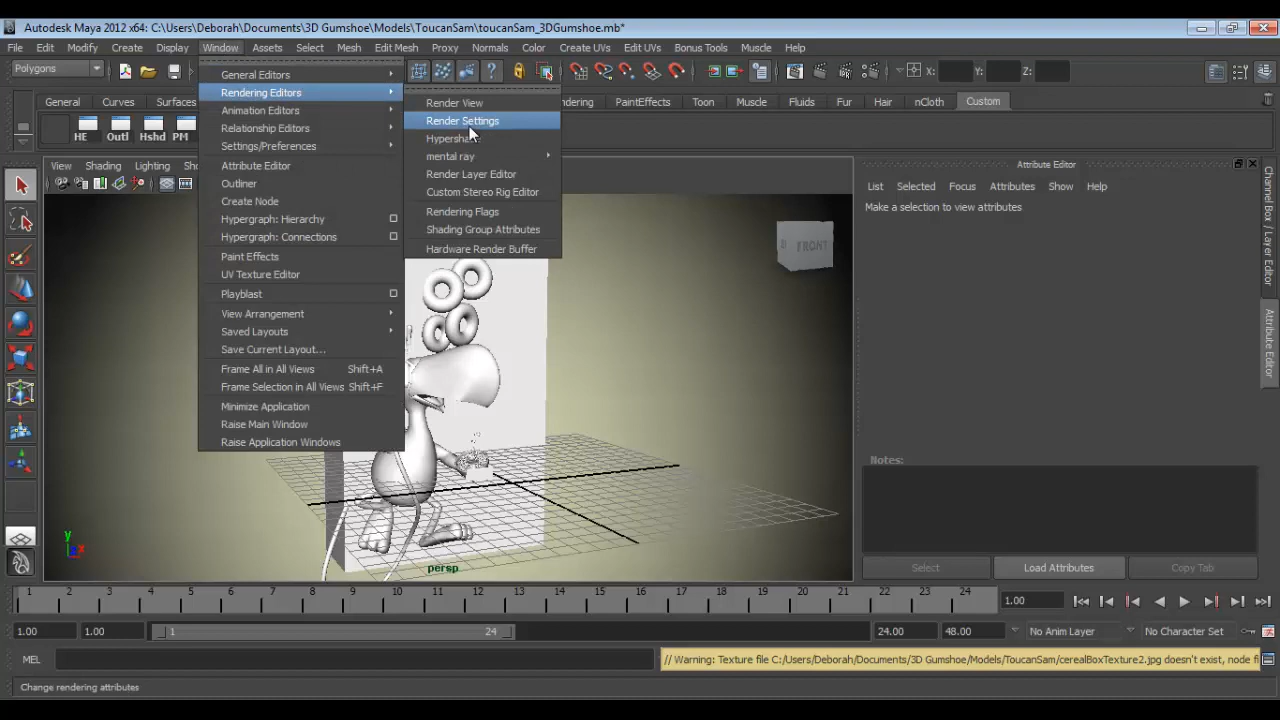 Autodesk Maya 2012 x64: C:\Users\Deborah\Documents\3D Gumshoe\Models\ToucanSam\toucanSam_3DGumshoe.mb*
File Edit Modify Create Display Window Assets Select Mesh Edit Mesh Proxy Normals Color Create UVs Edit UVs Bonus Tools Muscle Help
Polygons
X: Y: Z:
General Curves Surfaces
PaintEffects Toon Muscle Fluids Fur Hair nCloth Custom
HE Outl Hshd PM
General Editors
Rendering Editors
Animation Editors
Relationship Editors
Settings/Preferences
Attribute Editor
Outliner
Create Node
Hypergraph: Hierarchy
Hypergraph: Connections
Paint Effects
UV Texture Editor
Playblast
View Arrangement
Saved Layouts
Save Current Layout...
Frame All in All Views Shift+A
Frame Selection in All Views Shift+F
Minimize Application
Raise Main Window
Raise Application Windows
Render View
Render Settings
mental ray
Render Layer Editor
Custom Stereo Rig Editor
Rendering Flags
Shading Group Attributes
Hardware Render Buffer
View Shading Lighting
FRONT
y
x
persp
Attribute Editor
List Selected Focus Attributes Show Help
Make a selection to view attributes
Notes:
Select Load Attributes Copy Tab
Channel Box / Layer Editor
Attribute Editor
1 2 3 4 5 6 7 8 9 10 11 12 13 14 15 16 17 18 19 20 21 22 23 24
1.00
1.00 1.00 1 24 24.00 48.00 No Anim Layer No Character Set
MEL
// Warning: Texture file C:/Users/Deborah/Documents/3D Gumshoe/Models/ToucanSam/cerealBoxTexture2.jpg doesn't exist, node fi
Change rendering attributes